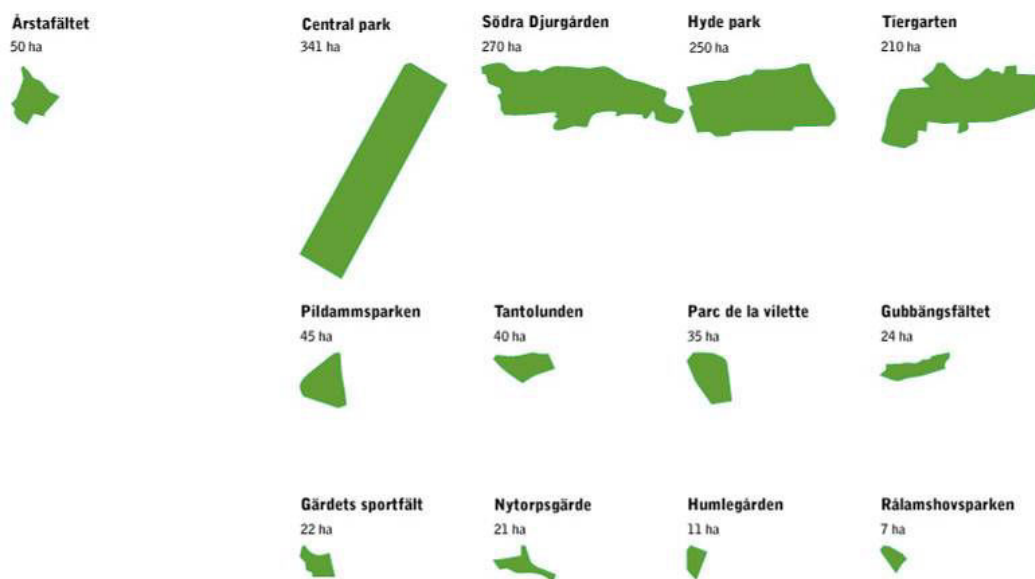 Årstafältet
50 ha
Central park
341 ha
Södra Djurgården
270 ha
Hyde park
250 ha
Tiergarten
210 ha
Pildammsparken
45 ha
Tantolunden
40 ha
Parc de la vilette
35 ha
Gubbängsfältet
24 ha
Gärdets sportfält
22 ha
Nytorpsgärde
21 ha
Humlegården
11 ha
Rålamshovsparken
7 ha